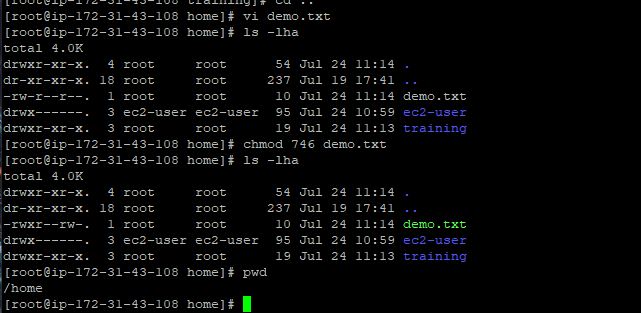 [root@ip-172-31-43-108 training]# cd ..
[root@ip-172-31-43-108 home]# vi demo.txt
[root@ip-172-31-43-108 home]# ls -lha
total 4.0K
drwxr-xr-x.  4 root     root      54 Jul 24 11:14 .
dr-xr-xr-x. 18 root     root     237 Jul 19 17:41 ..
-rw-r--r--.  1 root     root      10 Jul 24 11:14 demo.txt
drwx------.  3 ec2-user ec2-user  95 Jul 24 10:59 ec2-user
drwxr-xr-x.  3 root     root      19 Jul 24 11:13 training
[root@ip-172-31-43-108 home]# chmod 746 demo.txt
[root@ip-172-31-43-108 home]# ls -lha
total 4.0K
drwxr-xr-x.  4 root     root      54 Jul 24 11:14 .
dr-xr-xr-x. 18 root     root     237 Jul 19 17:41 ..
-rwxr--rw-.  1 root     root      10 Jul 24 11:14 demo.txt
drwx------.  3 ec2-user ec2-user  95 Jul 24 10:59 ec2-user
drwxr-xr-x.  3 root     root      19 Jul 24 11:13 training
[root@ip-172-31-43-108 home]# pwd
/home
[root@ip-172-31-43-108 home]#